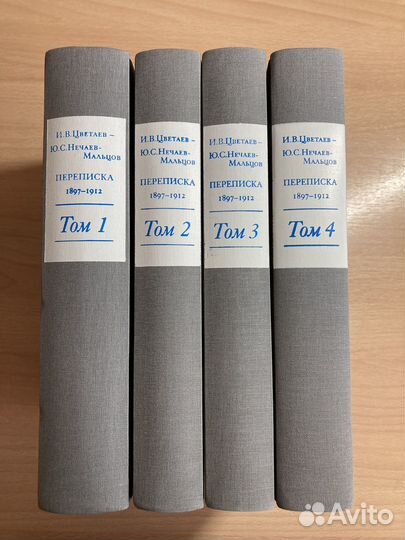 И.В.Цветаев –
Ю.С.Нечаев-
Мальцов
ПЕРЕПИСКА
1897–1912
Том 1
И.В.Цветаев –
Ю.С.Нечаев-
Мальцов
ПЕРЕПИСКА
1897–1912
Том 2
И.В.Цветаев –
Ю.С.Нечаев-
Мальцов
ПЕРЕПИСКА
1897–1912
Том 3
И.В.Цветаев –
Ю.С.Нечаев-
Мальцов
ПЕРЕПИСКА
1897–1912
Том 4
Avito